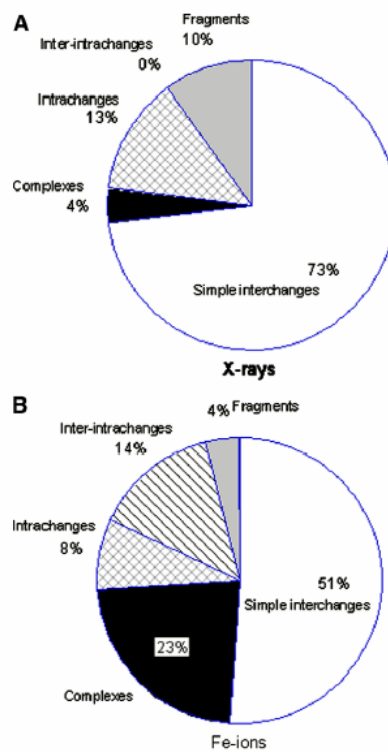 A
Fragments
10%
Inter-intrachanges
0%
Intrachanges
13%
Complexes
4%
73%
Simple interchanges
X-rays
B
4% Fragments
Inter-intrachanges
14%
Intrachanges
8%
51%
Simple interchanges
23%
Complexes
Fe-ions